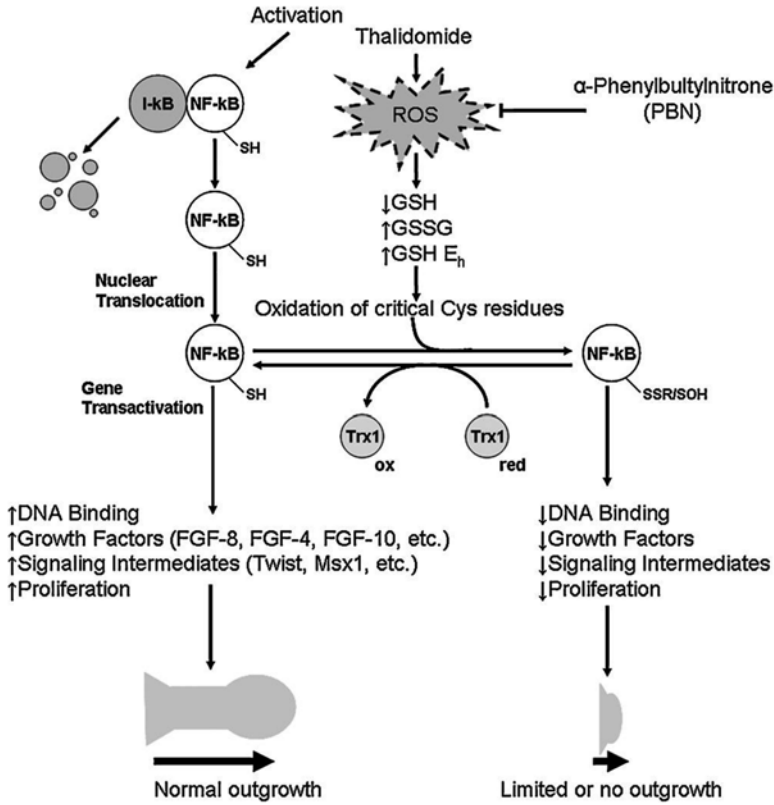 Activation
Thalidomide
I-kB
NF-kB
SH
ROS
α-Phenylbultylnitrone
(PBN)
NF-kB
SH
↓GSH
↑GSSG
↑GSH Eh
Nuclear
Translocation
Oxidation of critical Cys residues
NF-kB
SH
NF-kB
SSR/SOH
Gene
Transactivation
Trx1
ox
Trx1
red
↑DNA Binding
↑Growth Factors (FGF-8, FGF-4, FGF-10, etc.)
↑Signaling Intermediates (Twist, Msx1, etc.)
↑Proliferation
↓DNA Binding
↓Growth Factors
↓Signaling Intermediates
↓Proliferation
Normal outgrowth
Limited or no outgrowth